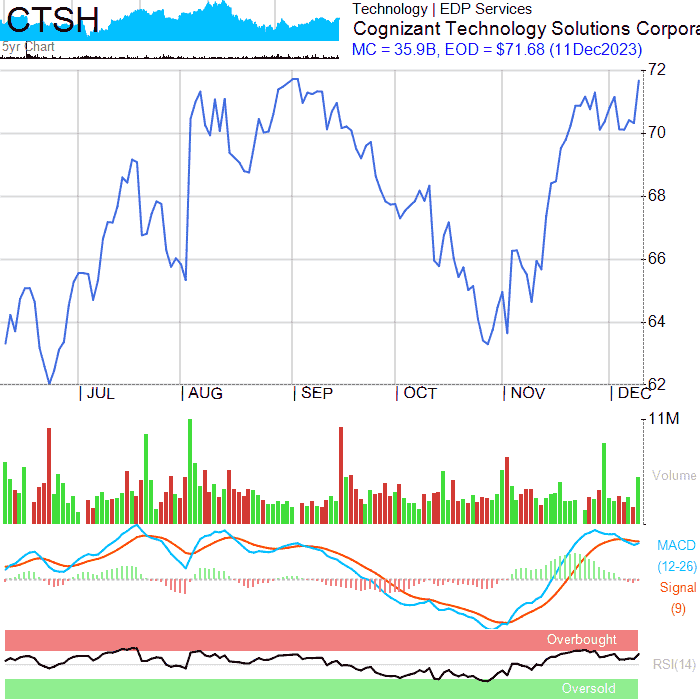 CTSH
5yr Chart
Technology | EDP Services
Cognizant Technology Solutions Corpora
MC = 35.9B, EOD = $71.68 (11Dec2023)
72
70
68
66
64
62
| JUL | AUG | SEP | OCT | NOV | DEC
11M
Volume
MACD
(12-26)
Signal
(9)
Overbought
RSI(14)
Oversold